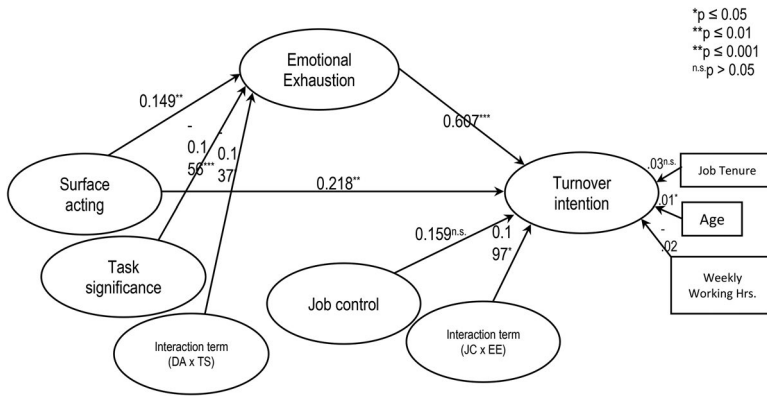 *p ≤ 0.05
**p ≤ 0.01
**p ≤ 0.001
n.s.p > 0.05
Emotional
Exhaustion
0.149**
-
0.1
56***
-
0.1
37*
0.607***
Surface
acting
0.218**
Turnover
intention
.03n.s.
Job Tenure
.01*
Age
-
.02
Weekly
Working Hrs.
Task
significance
0.159n.s.
0.1
97*
Job control
Interaction term
(DA x TS)
Interaction term
(JC x EE)